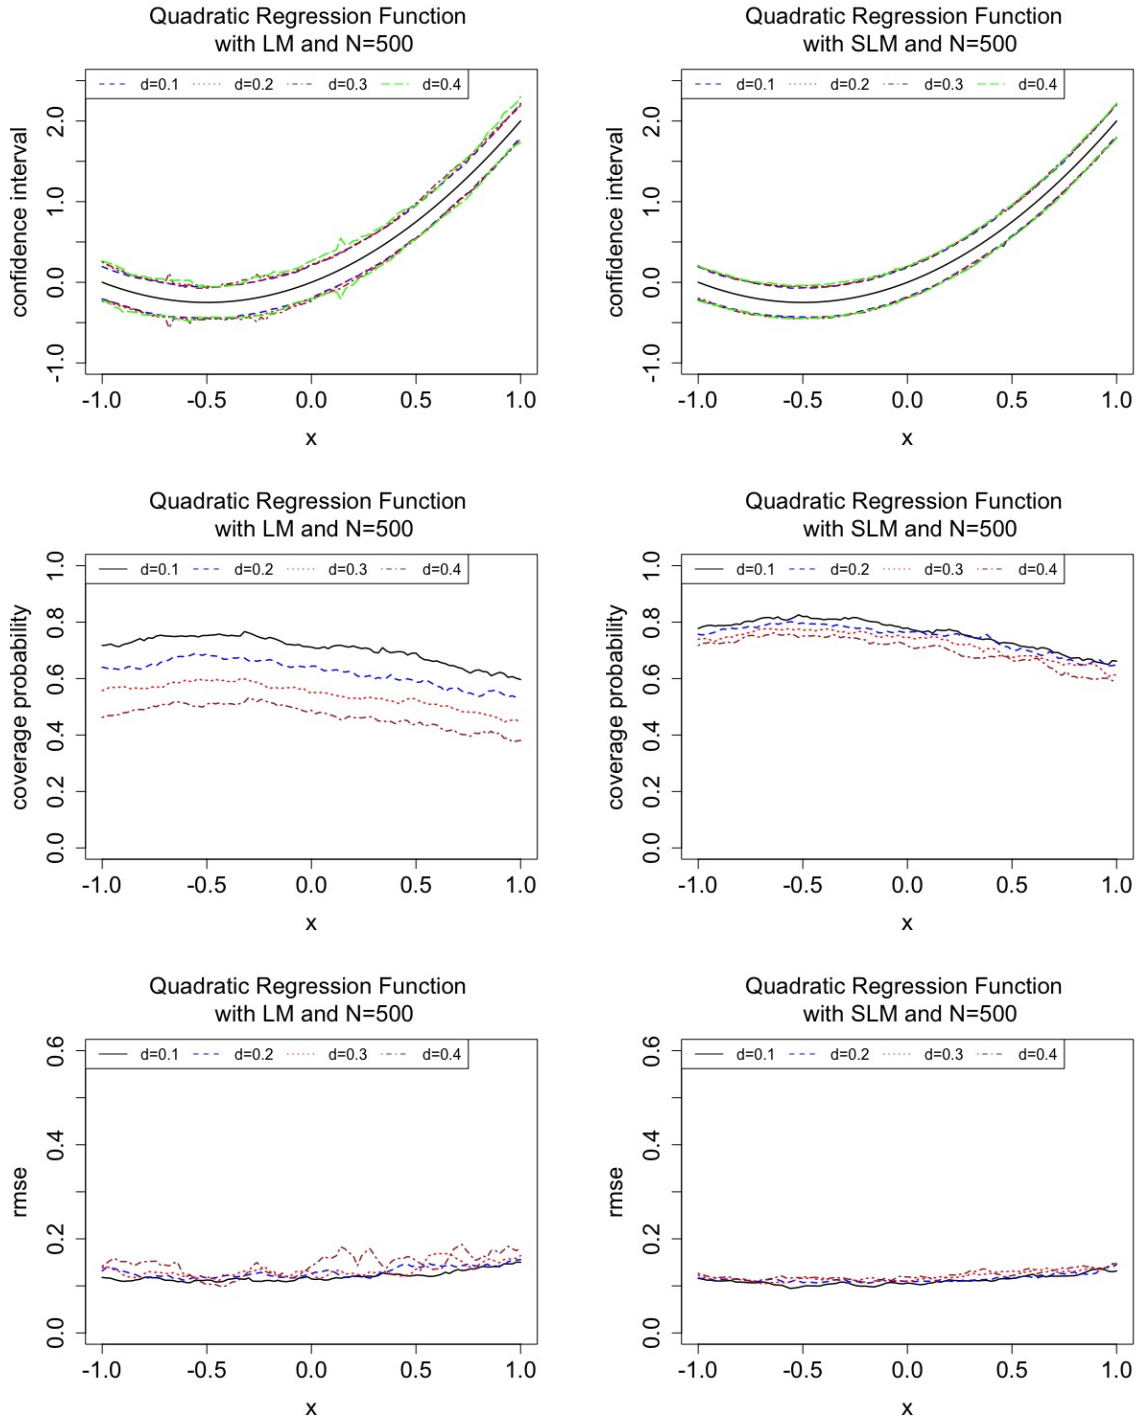 Quadratic Regression Function
with LM and N=500
d=0.1 d=0.2 d=0.3 d=0.4
confidence interval
-1.0 0.0 1.0 2.0
-1.0 -0.5 0.0 0.5 1.0
x
Quadratic Regression Function
with SLM and N=500
d=0.1 d=0.2 d=0.3 d=0.4
confidence interval
-1.0 0.0 1.0 2.0
-1.0 -0.5 0.0 0.5 1.0
x
Quadratic Regression Function
with LM and N=500
d=0.1 d=0.2 d=0.3 d=0.4
coverage probability
0.0 0.2 0.4 0.6 0.8 1.0
-1.0 -0.5 0.0 0.5 1.0
x
Quadratic Regression Function
with SLM and N=500
d=0.1 d=0.2 d=0.3 d=0.4
coverage probability
0.0 0.2 0.4 0.6 0.8 1.0
-1.0 -0.5 0.0 0.5 1.0
x
Quadratic Regression Function
with LM and N=500
d=0.1 d=0.2 d=0.3 d=0.4
rmse
0.0 0.2 0.4 0.6
-1.0 -0.5 0.0 0.5 1.0
x
Quadratic Regression Function
with SLM and N=500
d=0.1 d=0.2 d=0.3 d=0.4
rmse
0.0 0.2 0.4 0.6
-1.0 -0.5 0.0 0.5 1.0
x